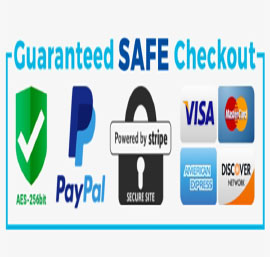 Guaranteed SAFE Checkout
AES-256bit
PayPal
Powered by stripe
SECURE SITE
VISA
MasterCard
AMERICAN
EXPRESS
DISCOVER
NETWORK